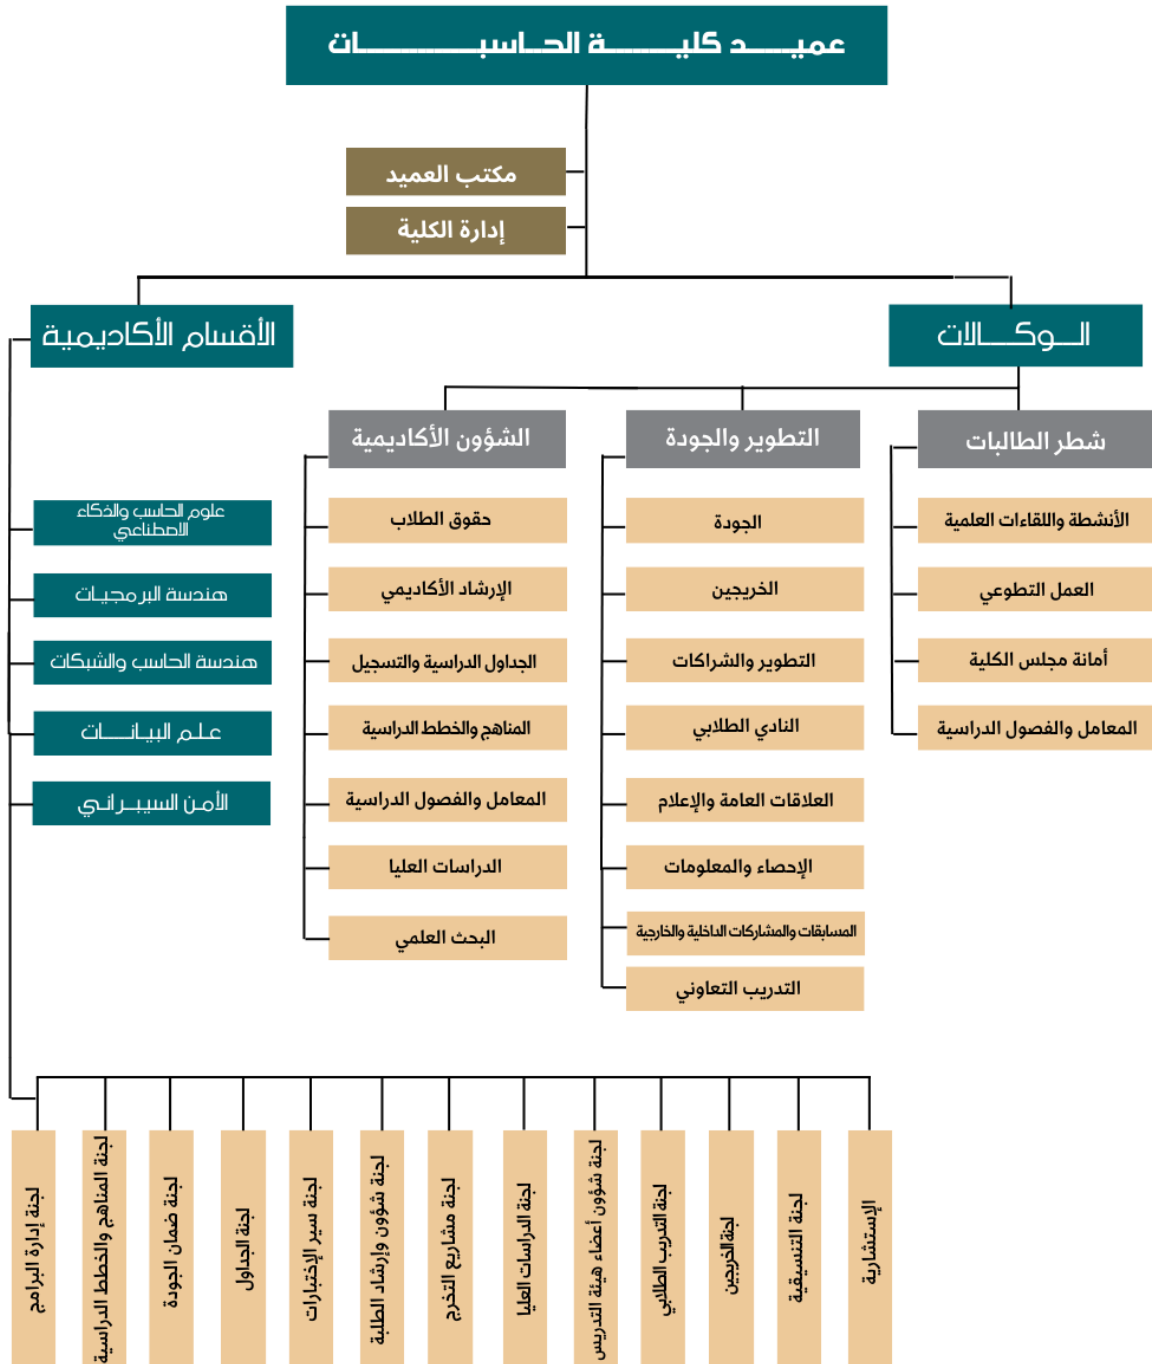 عميد كلية الحاسبات
مكتب العميد
إدارة الكلية
الوكالات
الأقسام الأكاديمية
شطر الطالبات
الأنشطة واللقاءات العلمية
العمل التطوعي
أمانة مجلس الكلية
المعامل والفصول الدراسية
التطوير والجودة
الجودة
الخريجين
التطوير والشراكات
النادي الطلابي
العلاقات العامة والإعلام
الإحصاء والمعلومات
المسابقات والمشاركات الداخلية والخارجية
التدريب التعاوني
الشؤون الأكاديمية
حقوق الطلاب
الإرشاد الأكاديمي
الجداول الدراسية والتسجيل
المناهج والخطط الدراسية
المعامل والفصول الدراسية
الدراسات العليا
البحث العلمي
علوم الحاسب والذكاء
الاصطناعي
هندسة البرمجيات
هندسة الحاسب والشبكات
علم البيانات
الأمن السيبراني
الإستشارية
لجنة التنسيقية
لجنة الخريجين
لجنة التدريب الطلابي
لجنة شؤون أعضاء هيئة التدريس
لجنة الدراسات العليا
لجنة مشاريع التخرج
لجنة شؤون وإرشاد الطلبة
لجنة سير الإختبارات
لجنة الجداول
لجنة ضمان الجودة
لجنة المناهج والخطط الدراسية
لجنة إدارة البرامج